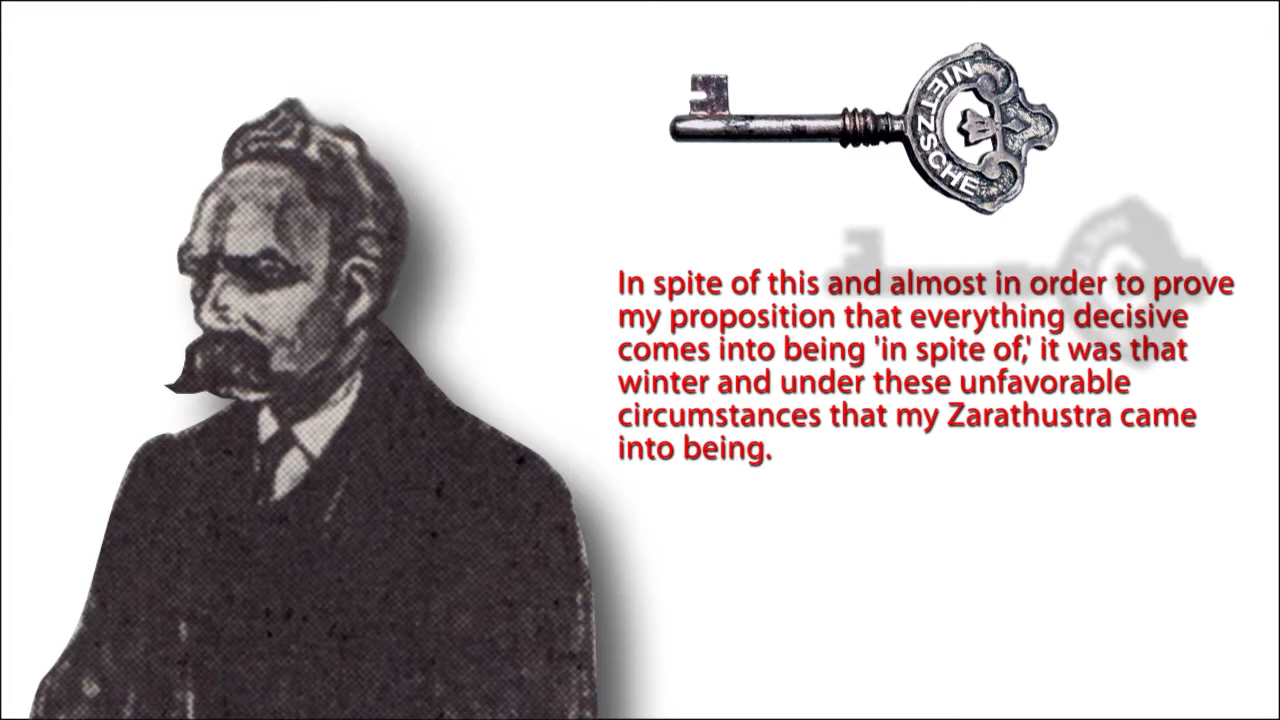 NIETZSCHE
In spite of this and almost in order to prove
my proposition that everything decisive
comes into being 'in spite of,' it was that
winter and under these unfavorable
circumstances that my Zarathustra came
into being.